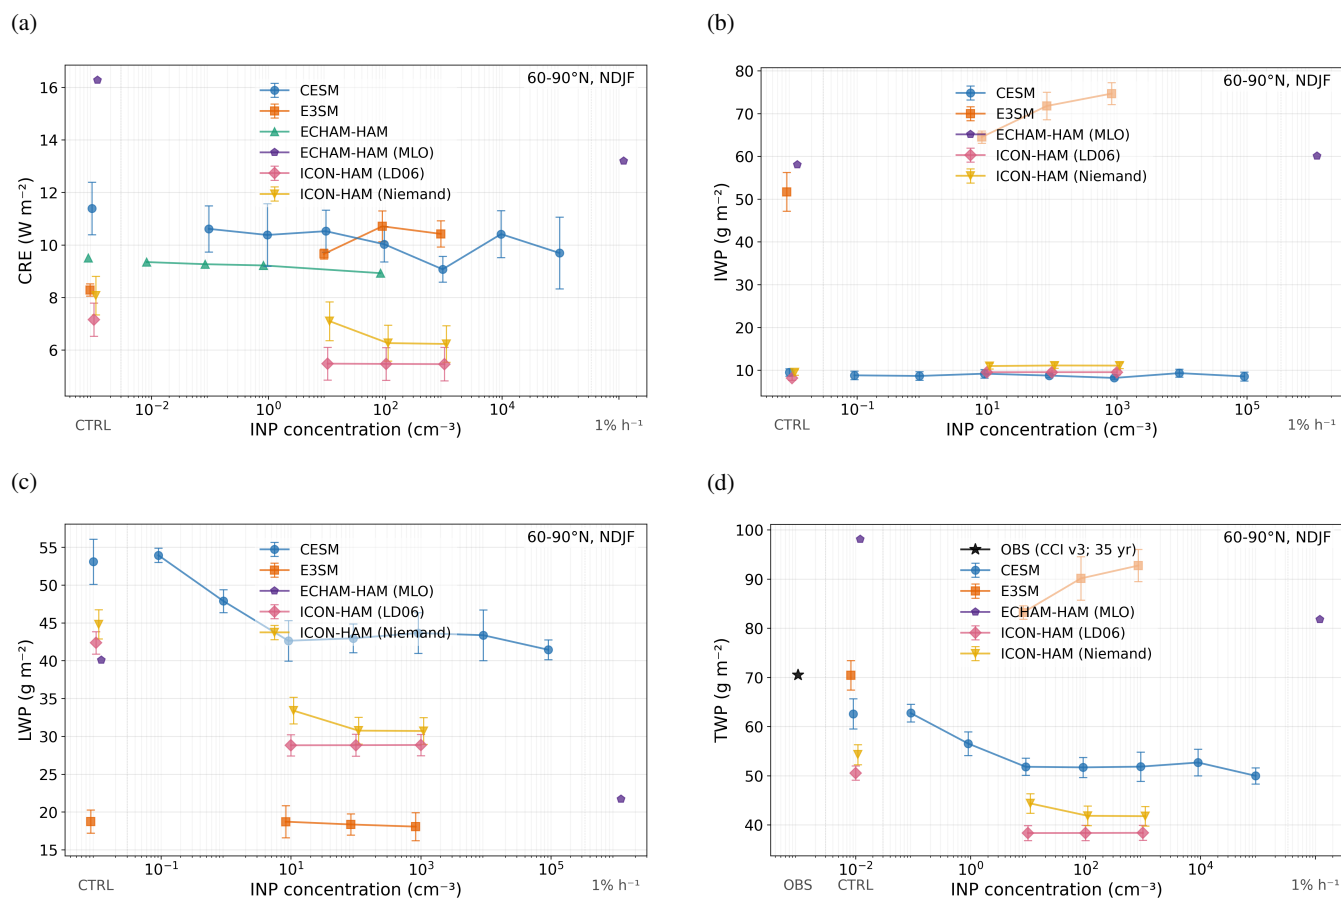 (a)
60-90°N, NDJF
CESM
E3SM
ECHAM-HAM
ECHAM-HAM (MLO)
ICON-HAM (LD06)
ICON-HAM (Niemand)
CRE (W m⁻²)
16
14
12
10
8
6
10⁻²
10⁰
10²
10⁴
CTRL
INP concentration (cm⁻³)
1% h⁻¹
(b)
60-90°N, NDJF
CESM
E3SM
ECHAM-HAM (MLO)
ICON-HAM (LD06)
ICON-HAM (Niemand)
IWP (g m⁻²)
80
70
60
50
40
30
20
10
10⁻¹
10¹
10³
10⁵
CTRL
INP concentration (cm⁻³)
1% h⁻¹
(c)
60-90°N, NDJF
CESM
E3SM
ECHAM-HAM (MLO)
ICON-HAM (LD06)
ICON-HAM (Niemand)
LWP (g m⁻²)
55
50
45
40
35
30
25
20
15
10⁻¹
10¹
10³
10⁵
CTRL
INP concentration (cm⁻³)
1% h⁻¹
(d)
60-90°N, NDJF
OBS (CCI v3; 35 yr)
CESM
E3SM
ECHAM-HAM (MLO)
ICON-HAM (LD06)
ICON-HAM (Niemand)
TWP (g m⁻²)
100
90
80
70
60
50
40
10⁻²
10⁰
10²
10⁴
OBS
CTRL
INP concentration (cm⁻³)
1% h⁻¹